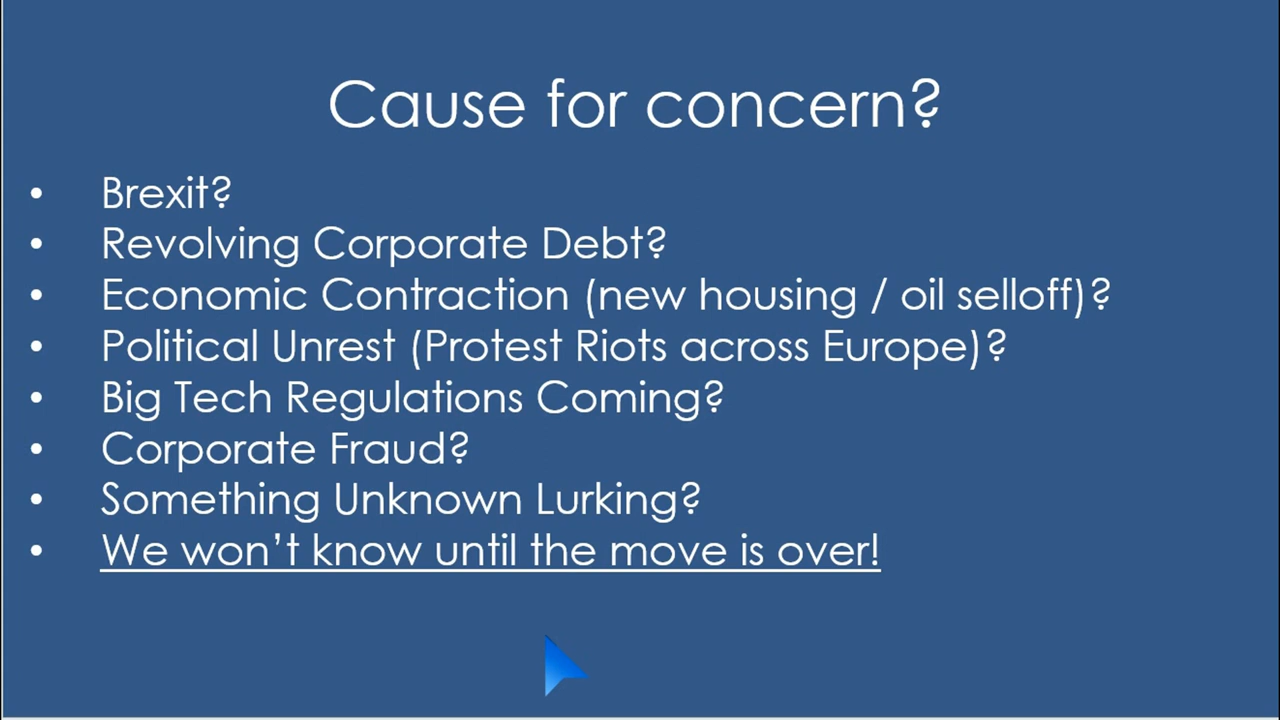 Cause for concern?
• Brexit?
• Revolving Corporate Debt?
• Economic Contraction (new housing / oil selloff)?
• Political Unrest (Protest Riots across Europe)?
• Big Tech Regulations Coming?
• Corporate Fraud?
• Something Unknown Lurking?
• We won’t know until the move is over!